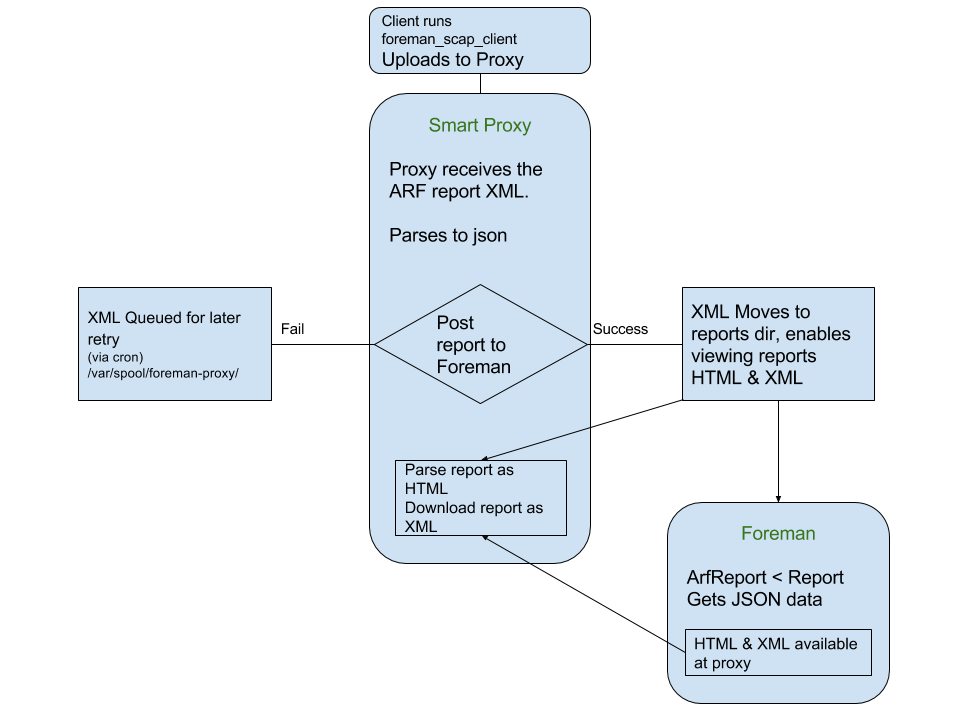 Client runs
foreman_scap_client
Uploads to Proxy
Smart Proxy
Proxy receives the
ARF report XML.
Parses to json
XML Queued for later
retry
(via cron)
/var/spool/foreman-proxy/
Fail
Post
report to
Foreman
Success
XML Moves to
reports dir, enables
viewing reports
HTML & XML
Parse report as
HTML
Download report as
XML
Foreman
ArfReport < Report
Gets JSON data
HTML & XML available
at proxy